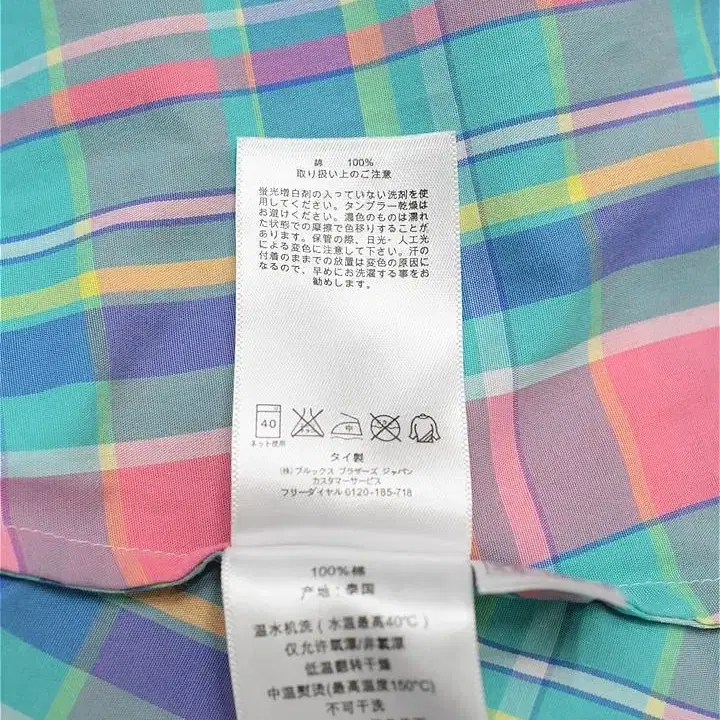 綿 100%
取り扱い上のご注意
蛍光増白剤の入っていない洗剤を使
用してください。タンブラー乾燥は
お避けください。濃色のものは濡れ
た状態での摩擦で色移りすることが
あります。保管の際、日光・人工光
による変色に注意して下さい。汗の
付着のままでの放置は変色の原因に
なるので、早めにお洗濯する事をお
勧めします。
40
中
ネット使用
タイ製
(株)ブルックス ブラザーズ ジャパン
カスタマーサービス
フリーダイヤル 0120-185-718
100%棉
产地:泰国
温水机洗(水温最高40℃)
仅允许氧漂/非氯漂
低温翻转干燥
中温熨烫(最高温度150℃)
不可干洗